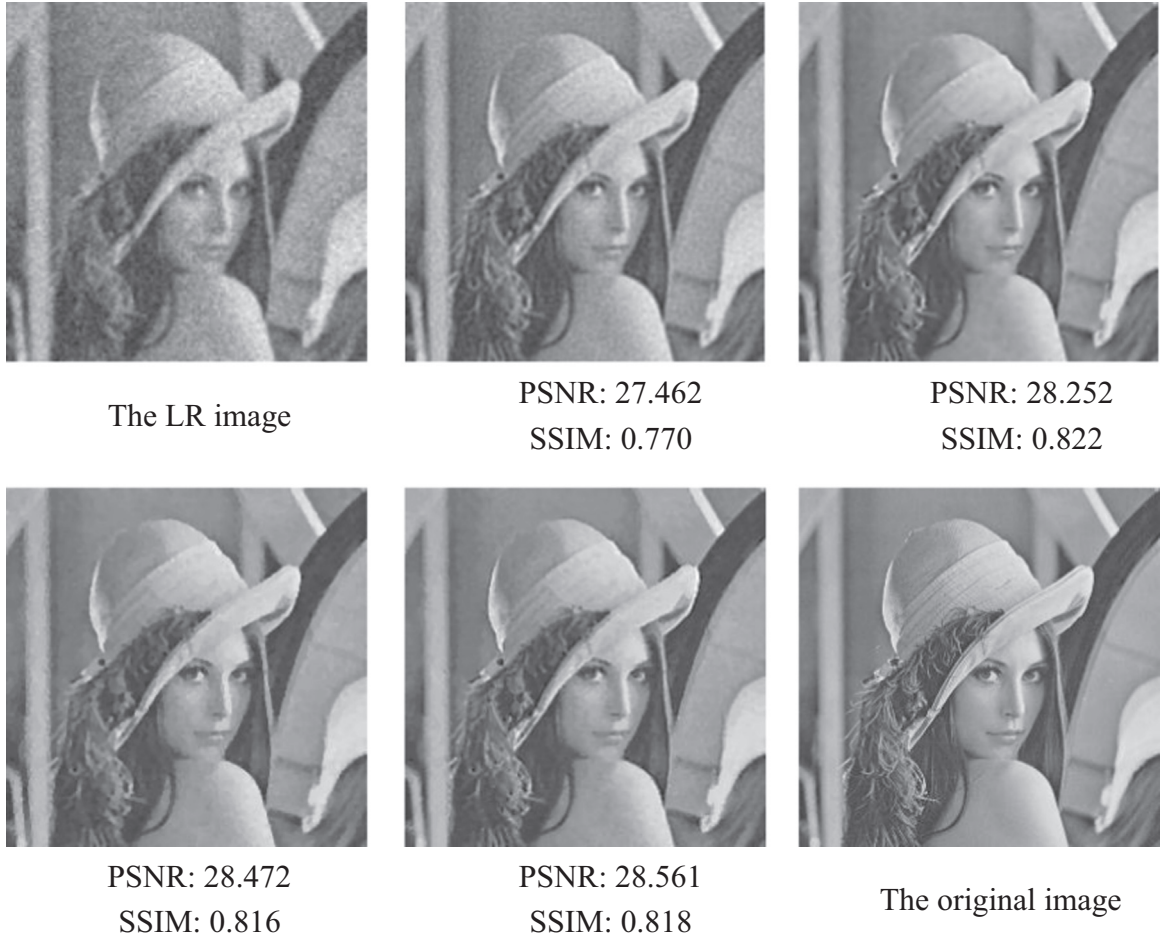 The LR image
PSNR: 27.462
SSIM: 0.770
PSNR: 28.252
SSIM: 0.822
PSNR: 28.472
SSIM: 0.816
PSNR: 28.561
SSIM: 0.818
The original image